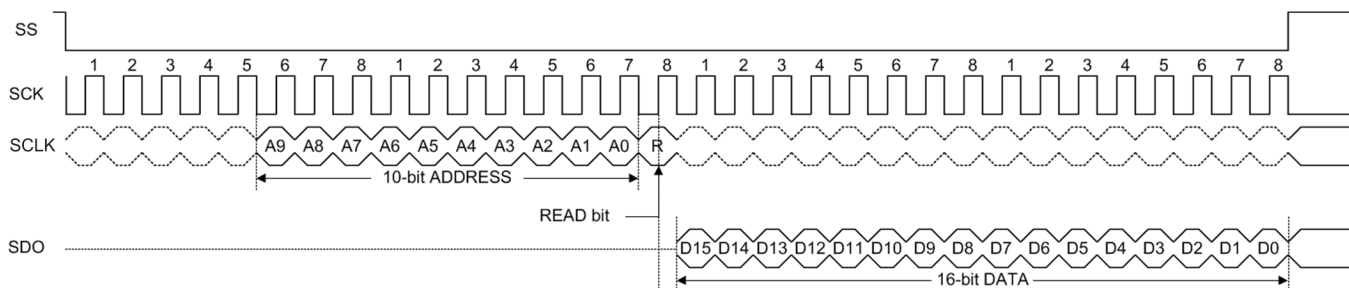 SS
1 2 3 4 5 6 7 8 1 2 3 4 5 6 7 8 1 2 3 4 5 6 7 8 1 2 3 4 5 6 7 8
SCK
SCLK A9 A8 A7 A6 A5 A4 A3 A2 A1 A0 R
10-bit ADDRESS
READ bit
SDO D15 D14 D13 D12 D11 D10 D9 D8 D7 D6 D5 D4 D3 D2 D1 D0
16-bit DATA